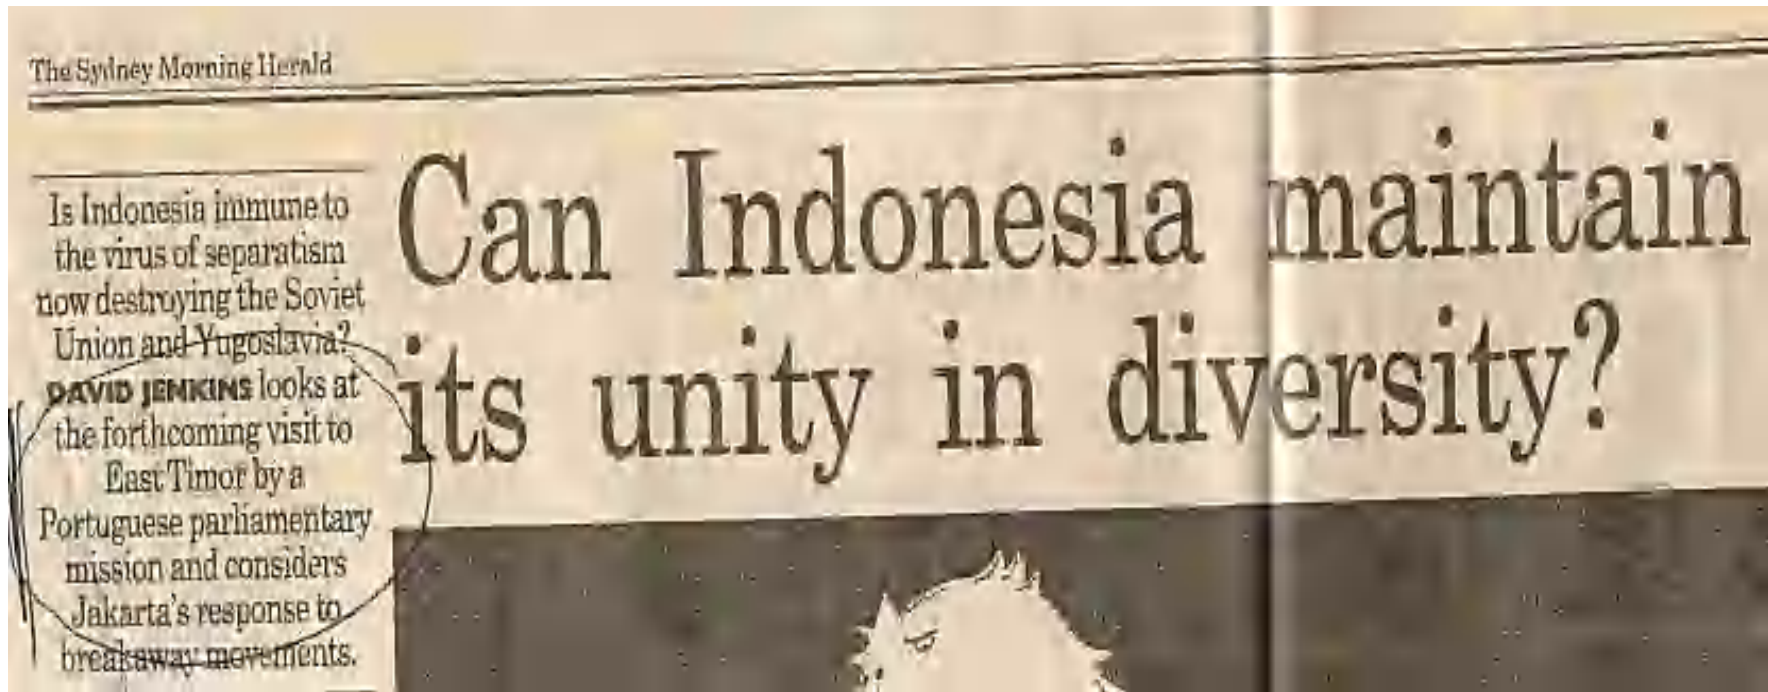 The Sydney Morning Herald
Is Indonesia immune to
the virus of separatism
now destroying the Soviet
Union and Yugoslavia?
DAVID JENKINS looks at
the forthcoming visit to
East Timor by a
Portuguese parliamentary
mission and considers
Jakarta's response to
breakaway movements.
Can Indonesia maintain
its unity in diversity?